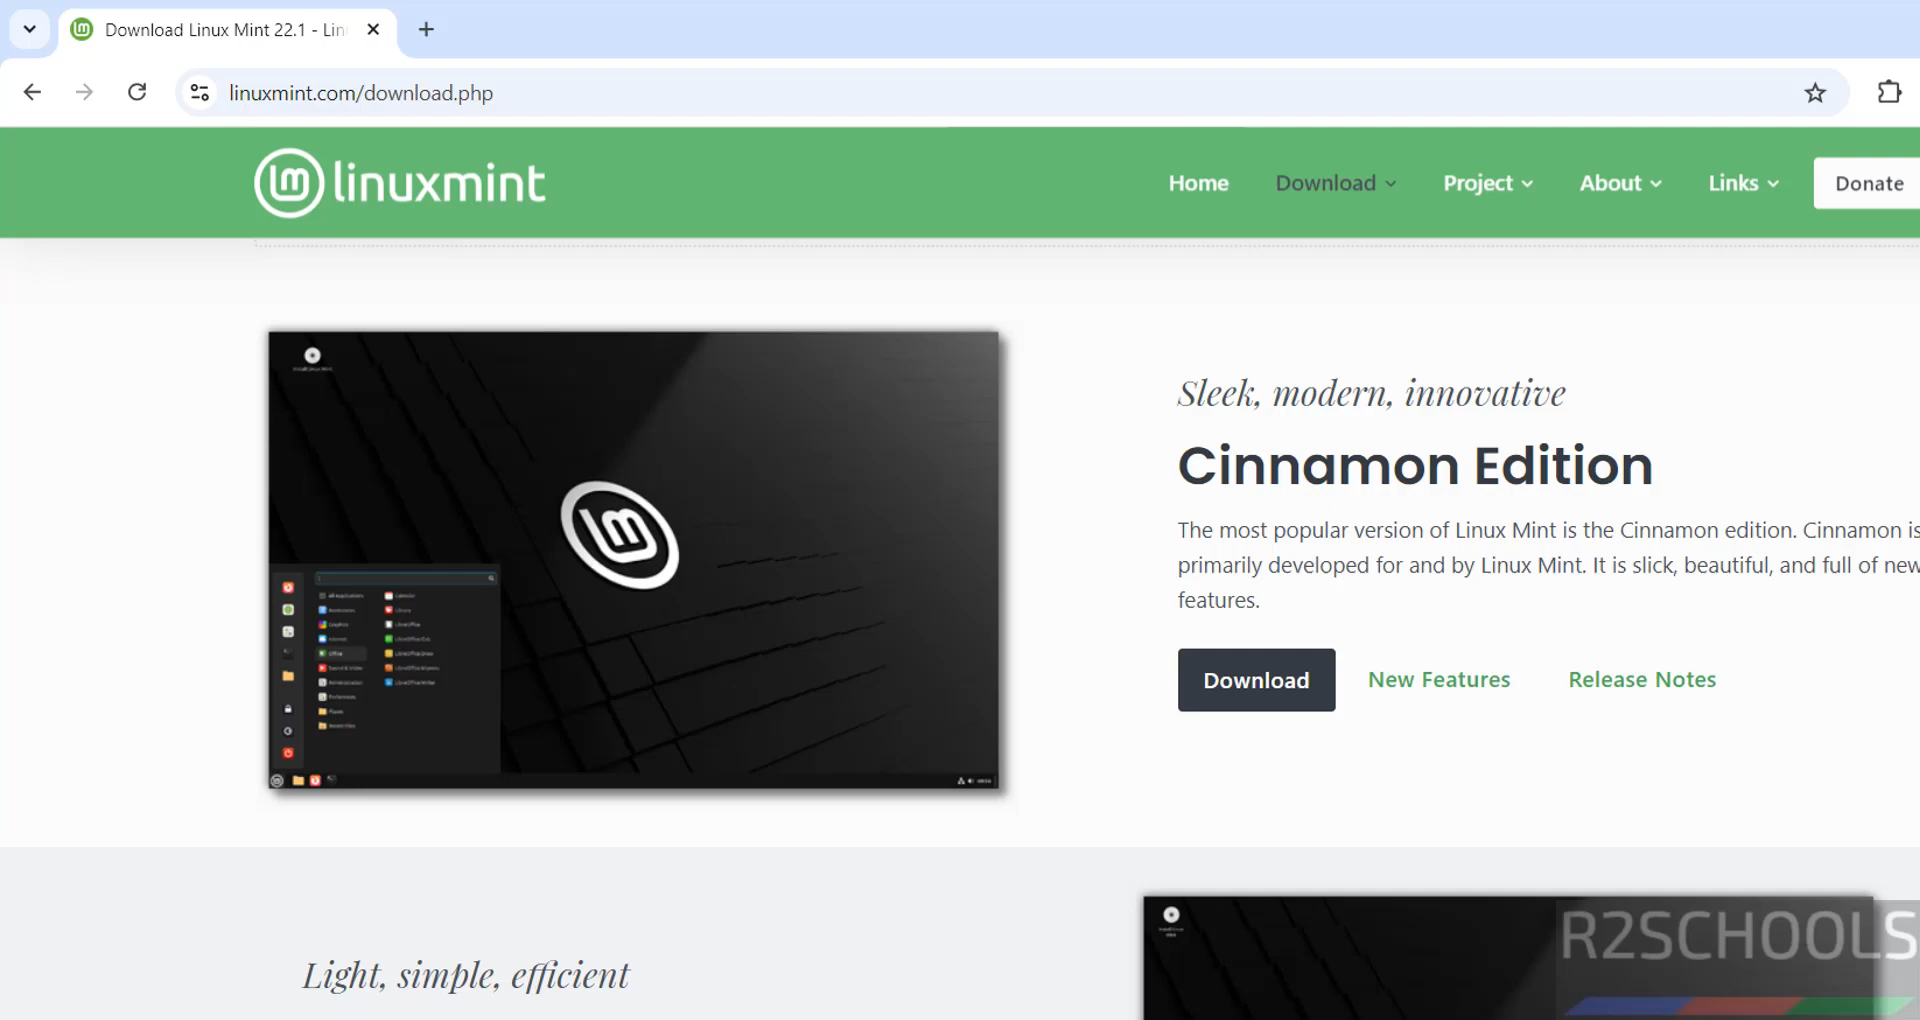 Download Linux Mint 22.1 - Lin
linuxmint.com/download.php
linuxmint
Home
Download
Project
About
Links
Donate
Sleek, modern, innovative
Cinnamon Edition
The most popular version of Linux Mint is the Cinnamon edition. Cinnamon is
primarily developed for and by Linux Mint. It is slick, beautiful, and full of new
features.
Download
New Features
Release Notes
Light, simple, efficient
R2SCHOOLS